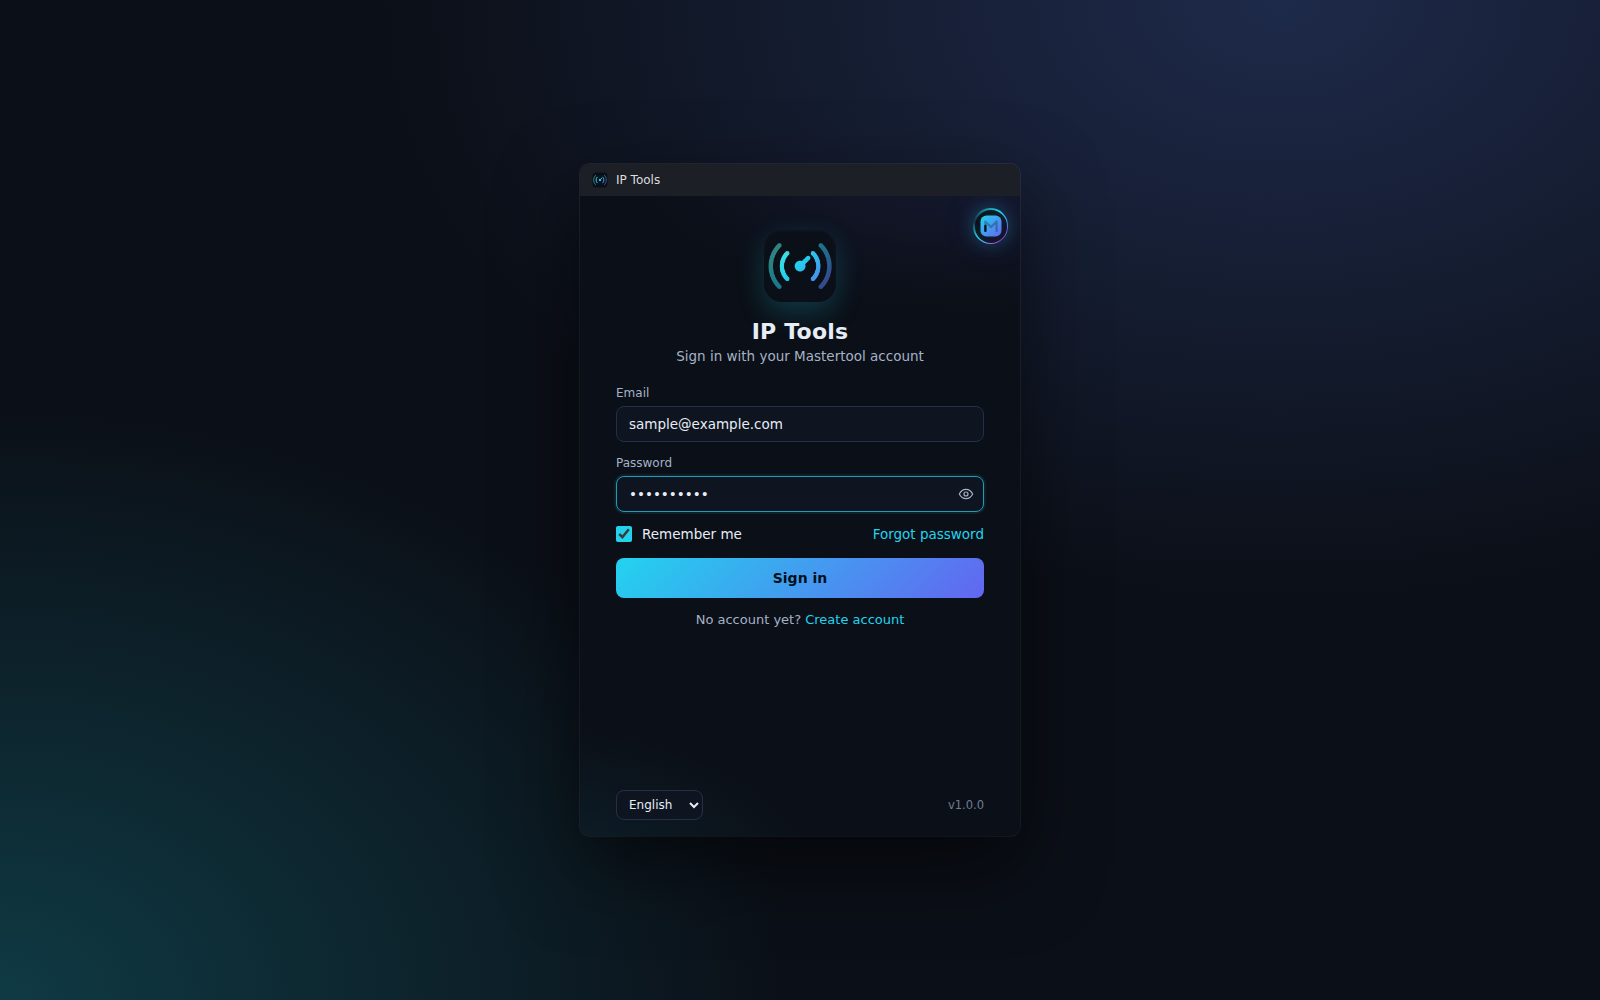 IP Tools
IP Tools
Sign in with your Mastertool account
Email
sample@example.com
Password
••••••••••
Remember me
Forgot password
Sign in
No account yet? Create account
English
v1.0.0